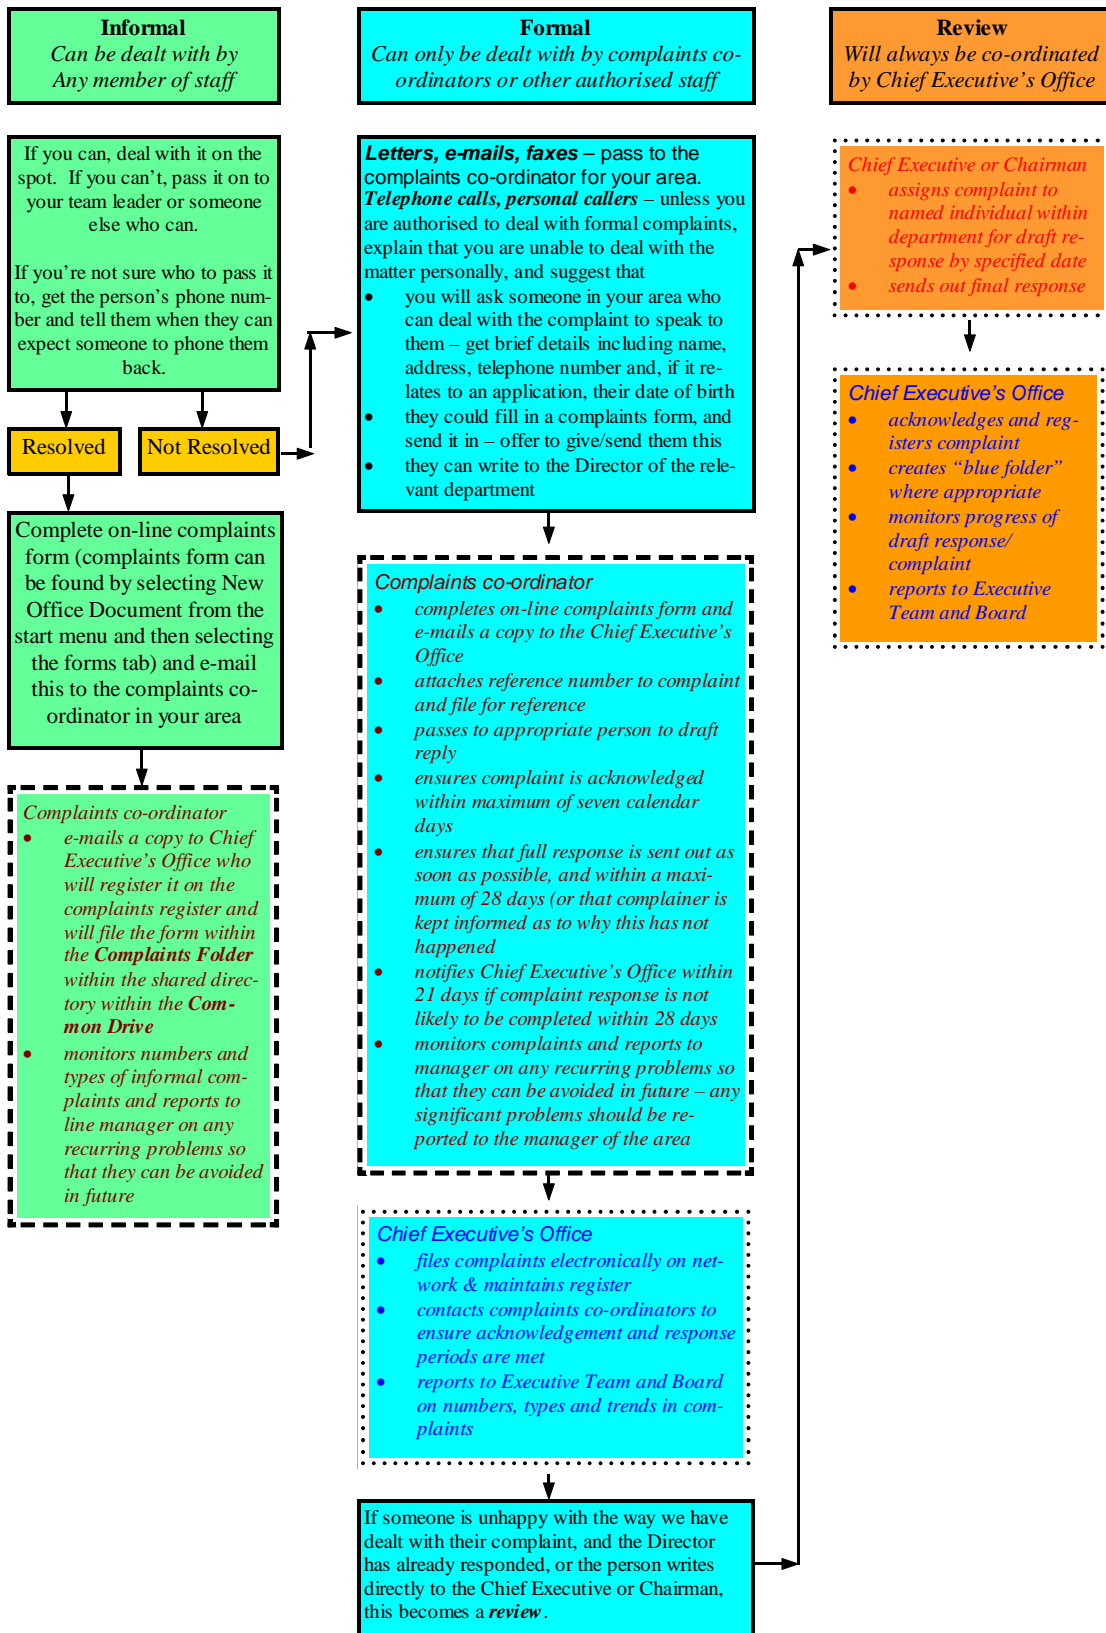 Informal
Can be dealt with by
Any member of staff
If you can, deal with it on the
spot. If you can't, pass it on to
your team leader or someone
else who can.
If you're not sure who to pass it
to, get the person's phone num-
ber and tell them when they can
expect someone to phone them
back.
Resolved
Not Resolved
Complete on-line complaints
form (complaints form can
be found by selecting New
Office Document from the
start menu and then selecting
the forms tab) and e-mail
this to the complaints co-
ordinator in your area
Complaints co-ordinator
• e-mails a copy to Chief
Executive's Office who
will register it on the
complaints register and
will file the form within
the Complaints Folder
within the shared direc-
tory within the Com-
mon Drive
• monitors numbers and
types of informal com-
plaints and reports to
line manager on any
recurring problems so
that they can be avoided
in future
Formal
Can only be dealt with by complaints co-
ordinators or other authorised staff
Letters, e-mails, faxes – pass to the
complaints co-ordinator for your area.
Telephone calls, personal callers – unless you
are authorised to deal with formal complaints,
explain that you are unable to deal with the
matter personally, and suggest that
• you will ask someone in your area who
can deal with the complaint to speak to
them – get brief details including name,
address, telephone number and, if it re-
lates to an application, their date of birth
• they could fill in a complaints form, and
send it in – offer to give/send them this
• they can write to the Director of the rele-
vant department
Complaints co-ordinator
• completes on-line complaints form and
e-mails a copy to the Chief Executive's
Office
• attaches reference number to complaint
and file for reference
• passes to appropriate person to draft
reply
• ensures complaint is acknowledged
within maximum of seven calendar
days
• ensures that full response is sent out as
soon as possible, and within a maxi-
mum of 28 days (or that complainer is
kept informed as to why this has not
happened
• notifies Chief Executive's Office within
21 days if complaint response is not
likely to be completed within 28 days
• monitors complaints and reports to
manager on any recurring problems so
that they can be avoided in future – any
significant problems should be re-
ported to the manager of the area
Chief Executive's Office
• files complaints electronically on net-
work & maintains register
• contacts complaints co-ordinators to
ensure acknowledgement and response
periods are met
• reports to Executive Team and Board
on numbers, types and trends in com-
plaints
If someone is unhappy with the way we have
dealt with their complaint, and the Director
has already responded, or the person writes
directly to the Chief Executive or Chairman,
this becomes a review.
Review
Will always be co-ordinated
by Chief Executive's Office
Chief Executive or Chairman
• assigns complaint to
named individual within
department for draft re-
sponse by specified date
• sends out final response
Chief Executive's Office
• acknowledges and reg-
isters complaint
• creates “blue folder”
where appropriate
• monitors progress of
draft response/
complaint
• reports to Executive
Team and Board